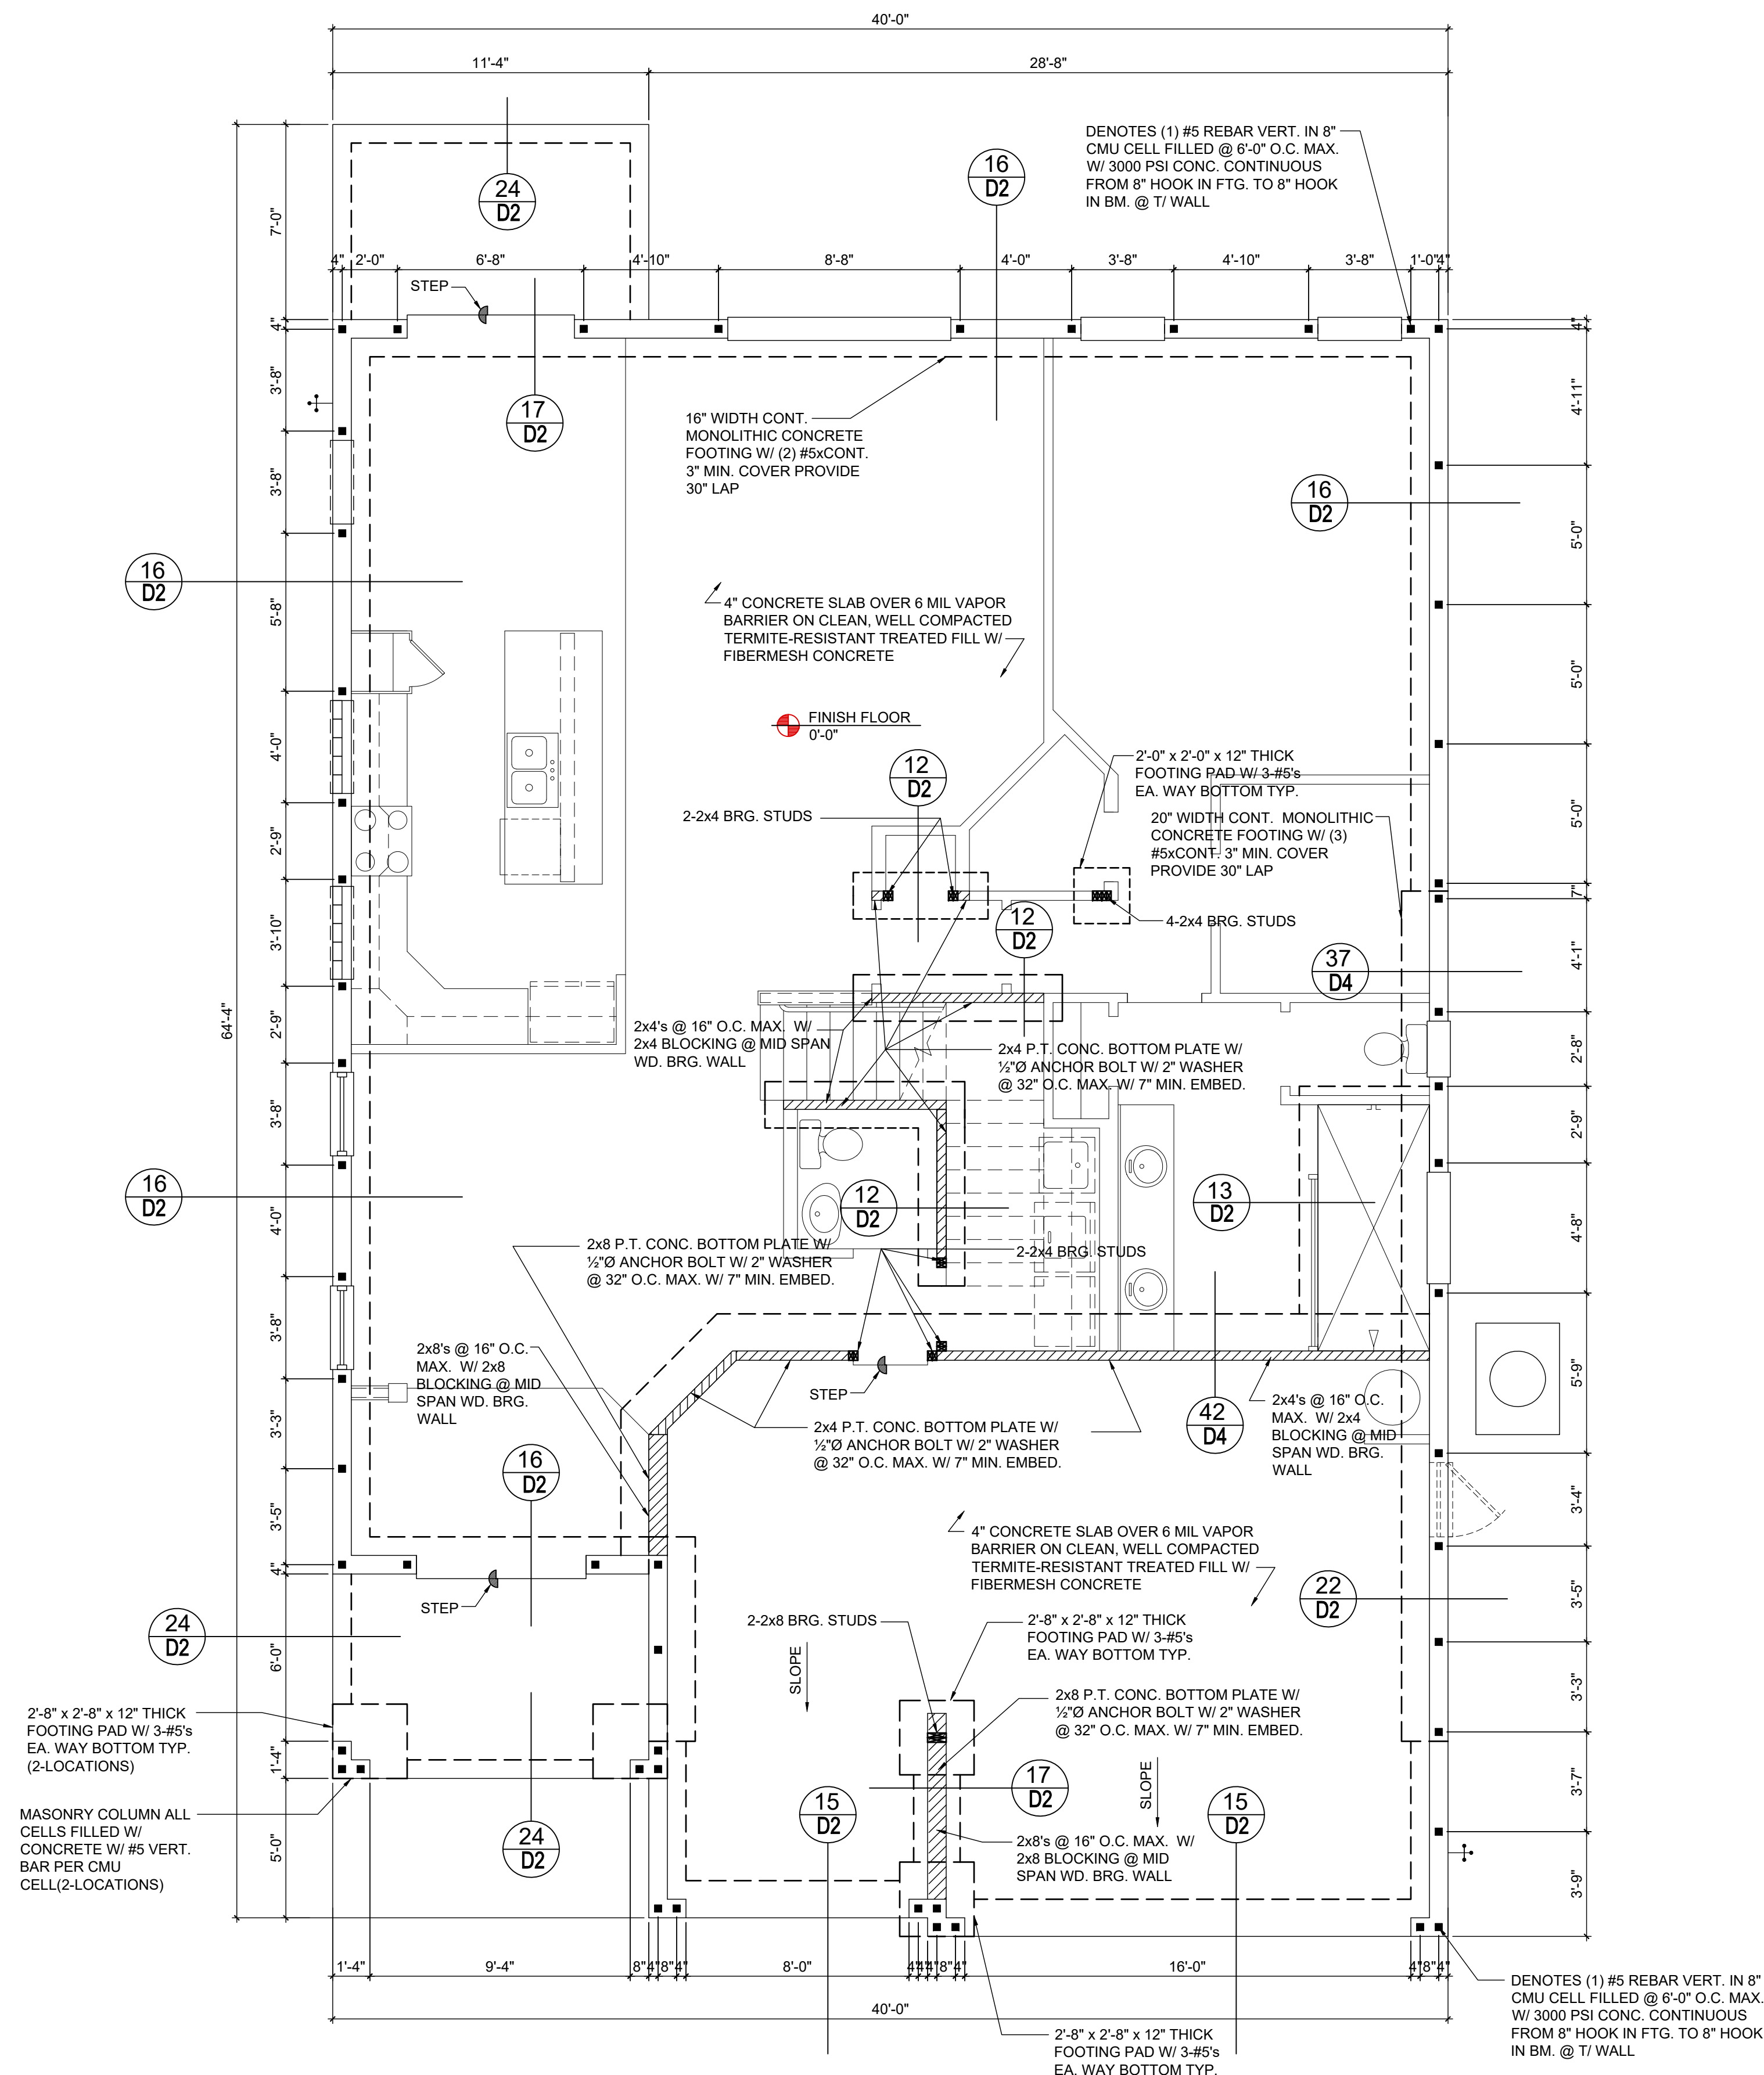 40'-0"
11'-4"
28'-8"
DENOTES (1) #5 REBAR VERT. IN 8"
CMU CELL FILLED @ 6'-0" O.C. MAX.
W/ 3000 PSI CONC. CONTINUOUS
FROM 8" HOOK IN FTG. TO 8" HOOK
IN BM. @ T/ WALL
16
D2
24
D2
7'-0"
4"
2'-0"
6'-8"
4'-10"
8'-8"
4'-0"
3'-8"
4'-10"
3'-8"
1'-0"
4"
STEP
4"
3'-8"
3'-8"
5'-8"
4'-0"
2'-9"
3'-10"
2'-9"
3'-8"
4'-0"
3'-8"
3'-3"
3'-5"
4"
6'-0"
1'-4"
5'-0"
64'-4"
4"
4'-11"
5'-0"
5'-0"
5'-0"
7"
4'-1"
2'-8"
2'-9"
4'-8"
5'-9"
3'-4"
3'-5"
3'-3"
3'-7"
3'-9"
17
D2
16" WIDTH CONT.
MONOLITHIC CONCRETE
FOOTING W/ (2) #5xCONT.
3" MIN. COVER PROVIDE
30" LAP
16
D2
16
D2
4" CONCRETE SLAB OVER 6 MIL VAPOR
BARRIER ON CLEAN, WELL COMPACTED
TERMITE-RESISTANT TREATED FILL W/
FIBERMESH CONCRETE
FINISH FLOOR
0'-0"
12
D2
2'-0" x 2'-0" x 12" THICK
FOOTING PAD W/ 3-#5's
EA. WAY BOTTOM TYP.
2-2x4 BRG. STUDS
20" WIDTH CONT. MONOLITHIC
CONCRETE FOOTING W/ (3)
#5xCONT. 3" MIN. COVER
PROVIDE 30" LAP
4-2x4 BRG. STUDS
12
D2
37
D4
2x4's @ 16" O.C. MAX. W/
2x4 BLOCKING @ MID SPAN
WD. BRG. WALL
2x4 P.T. CONC. BOTTOM PLATE W/
½"Ø ANCHOR BOLT W/ 2" WASHER
@ 32" O.C. MAX. W/ 7" MIN. EMBED.
16
D2
12
D2
13
D2
2x8 P.T. CONC. BOTTOM PLATE W/
½"Ø ANCHOR BOLT W/ 2" WASHER
@ 32" O.C. MAX. W/ 7" MIN. EMBED.
2-2x4 BRG. STUDS
2x8's @ 16" O.C.
MAX. W/ 2x8
BLOCKING @ MID
SPAN WD. BRG.
WALL
STEP
2x4 P.T. CONC. BOTTOM PLATE W/
½"Ø ANCHOR BOLT W/ 2" WASHER
@ 32" O.C. MAX. W/ 7" MIN. EMBED.
42
D4
2x4's @ 16" O.C.
MAX. W/ 2x4
BLOCKING @ MID
SPAN WD. BRG.
WALL
16
D2
4" CONCRETE SLAB OVER 6 MIL VAPOR
BARRIER ON CLEAN, WELL COMPACTED
TERMITE-RESISTANT TREATED FILL W/
FIBERMESH CONCRETE
STEP
24
D2
22
D2
2-2x8 BRG. STUDS
2'-8" x 2'-8" x 12" THICK
FOOTING PAD W/ 3-#5's
EA. WAY BOTTOM TYP.
SLOPE
2x8 P.T. CONC. BOTTOM PLATE W/
½"Ø ANCHOR BOLT W/ 2" WASHER
@ 32" O.C. MAX. W/ 7" MIN. EMBED.
2'-8" x 2'-8" x 12" THICK
FOOTING PAD W/ 3-#5's
EA. WAY BOTTOM TYP.
(2-LOCATIONS)
17
D2
SLOPE
15
D2
15
D2
MASONRY COLUMN ALL
CELLS FILLED W/
CONCRETE W/ #5 VERT.
BAR PER CMU
CELL(2-LOCATIONS)
24
D2
2x8's @ 16" O.C. MAX. W/
2x8 BLOCKING @ MID
SPAN WD. BRG. WALL
1'-4"
9'-4"
8"
4"
8"
4"
8'-0"
4"
4"
4"
8"
4"
16'-0"
4"
8"
4"
40'-0"
DENOTES (1) #5 REBAR VERT. IN 8"
CMU CELL FILLED @ 6'-0" O.C. MAX.
W/ 3000 PSI CONC. CONTINUOUS
FROM 8" HOOK IN FTG. TO 8" HOOK
IN BM. @ T/ WALL
2'-8" x 2'-8" x 12" THICK
FOOTING PAD W/ 3-#5's
EA. WAY BOTTOM TYP.